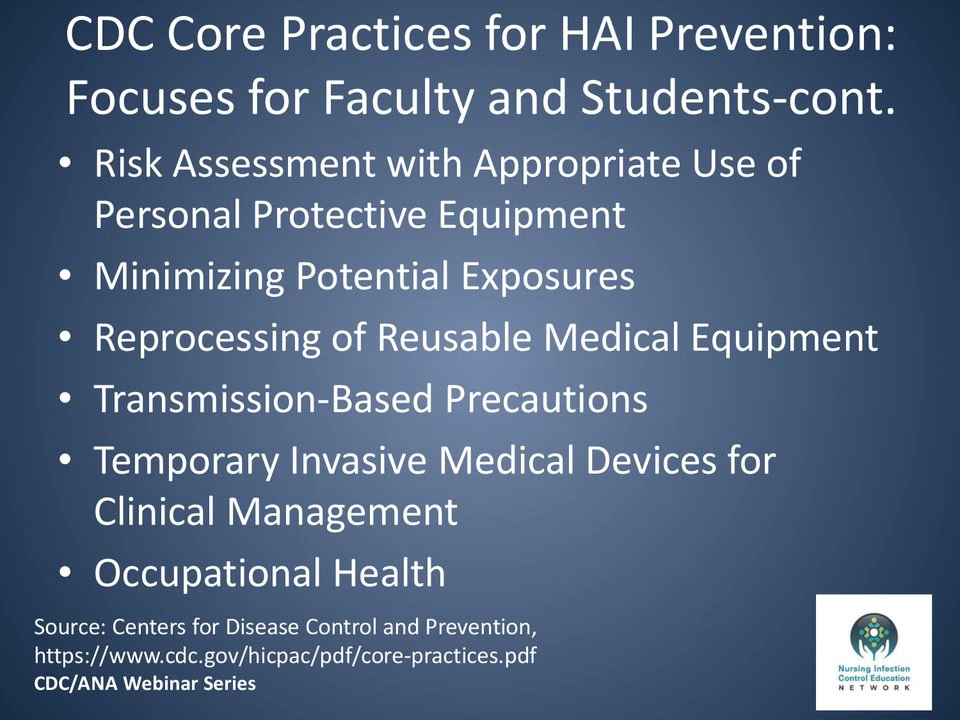 CDC Core Practices for HAI Prevention:
Focuses for Faculty and Students-cont.
• Risk Assessment with Appropriate Use of
Personal Protective Equipment
• Minimizing Potential Exposures
• Reprocessing of Reusable Medical Equipment
• Transmission-Based Precautions
• Temporary Invasive Medical Devices for
Clinical Management
• Occupational Health
Source: Centers for Disease Control and Prevention,
https://www.cdc.gov/hicpac/pdf/core-practices.pdf
CDC/ANA Webinar Series
Nursing Infection
Control Education
NETWORK